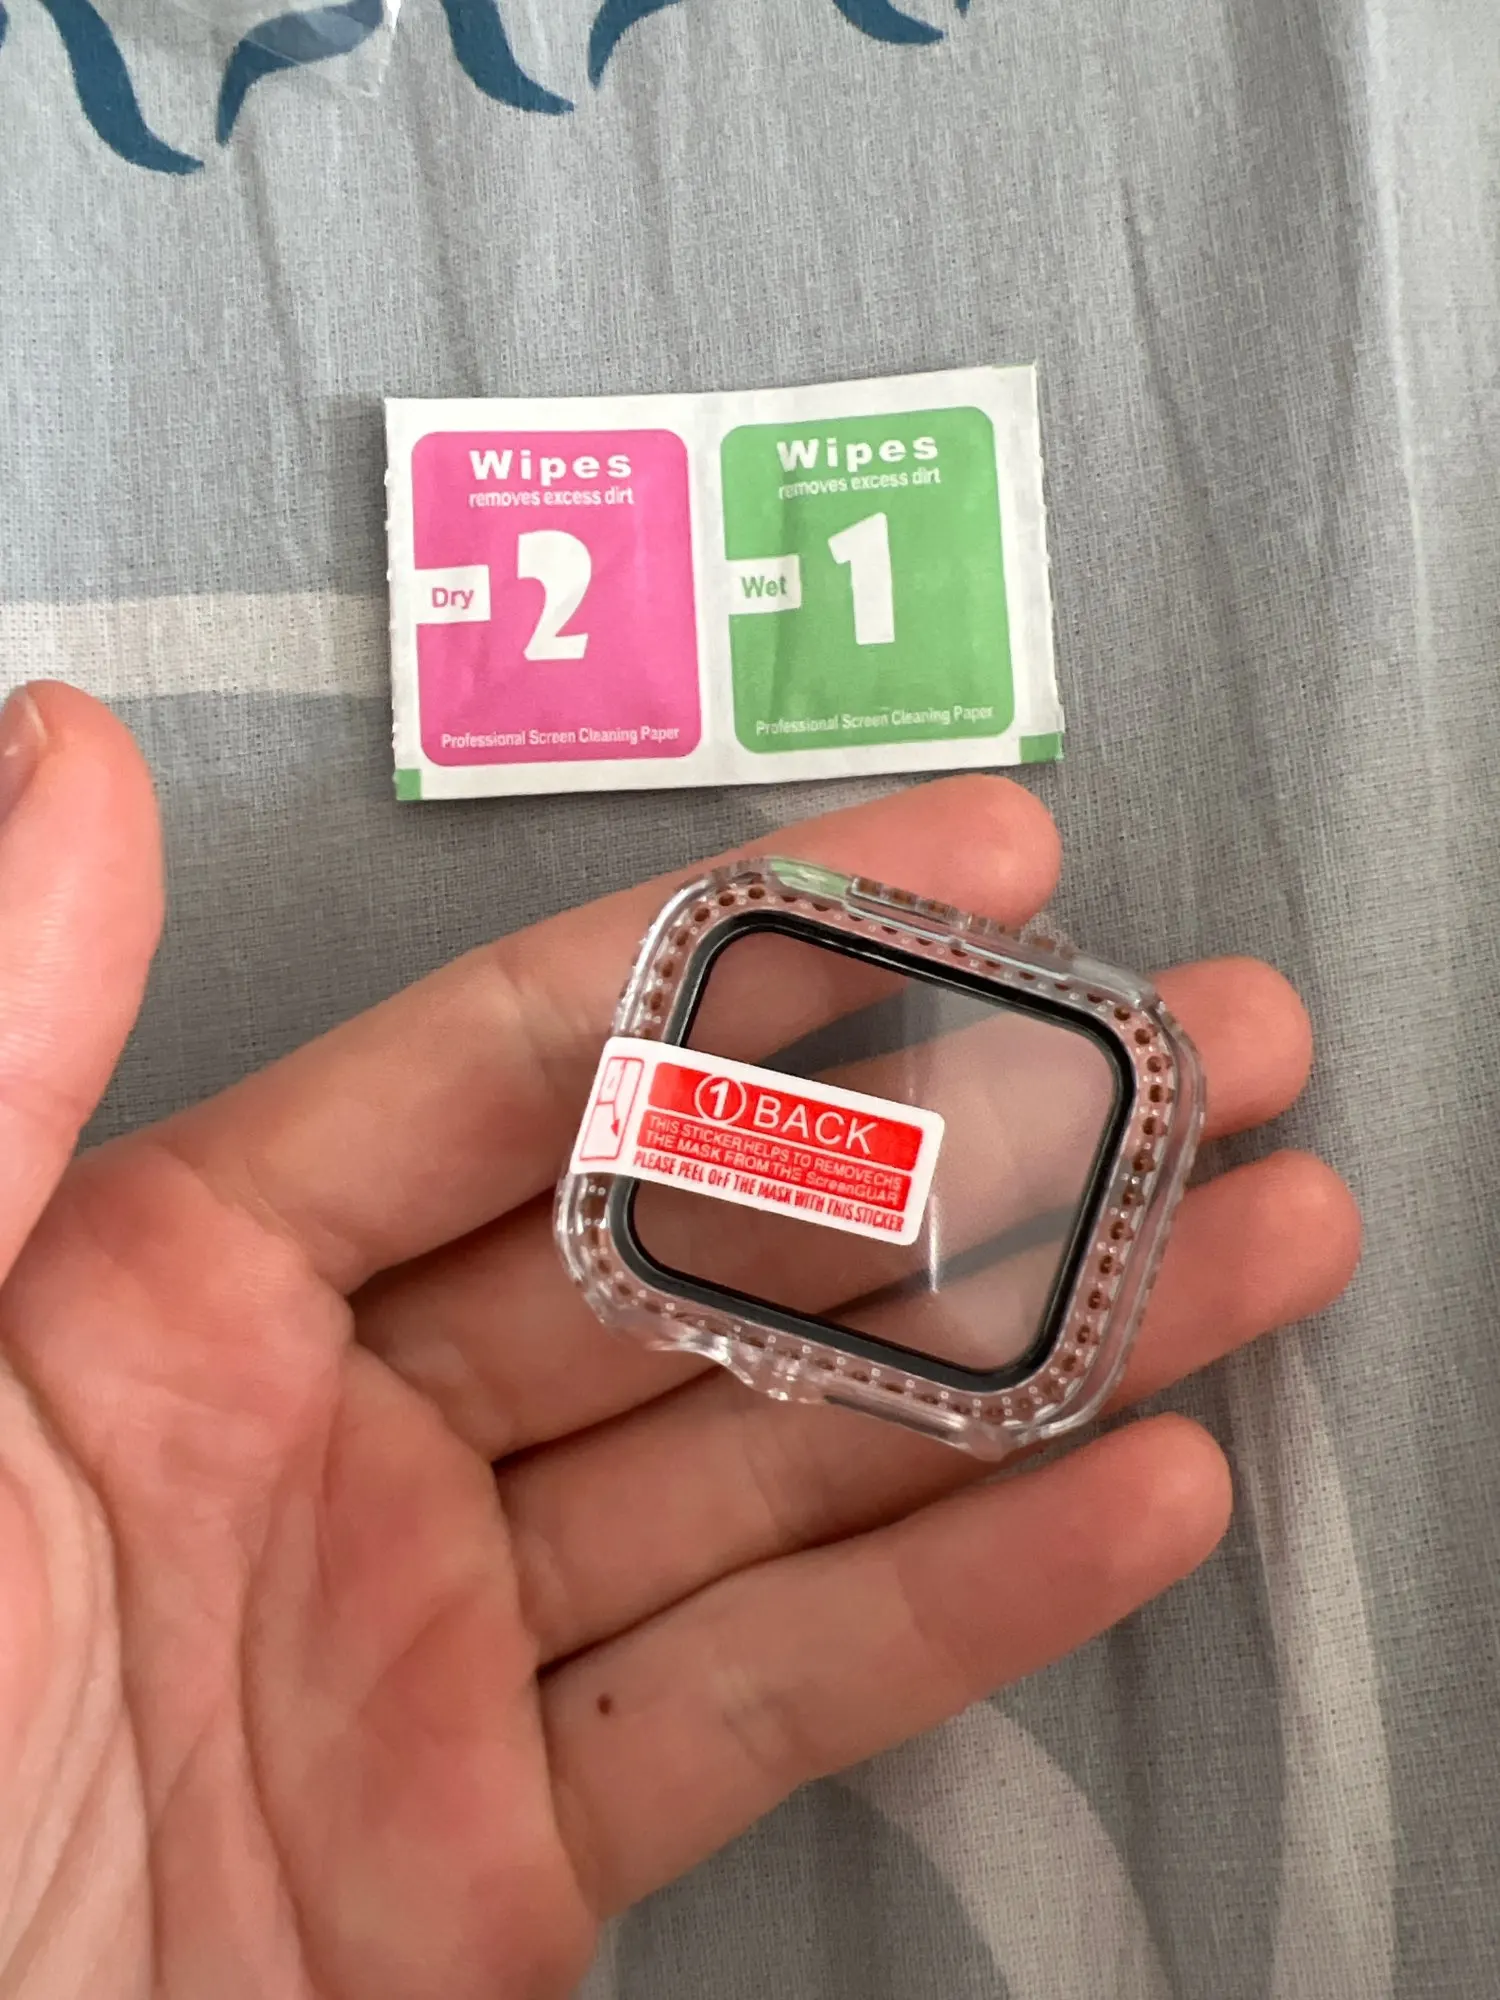 Wipes
removes excess dirt
Dry
2
Professional Screen Cleaning Paper
Wipes
removes excess dirt
Wet
1
Professional Screen Cleaning Paper
1 BACK
THIS STICKER HELPS TO REMOVECHS
THE MASK FROM THE ScreenGUAR
PLEASE PEEL OFF THE MASK WITH THIS STICKER